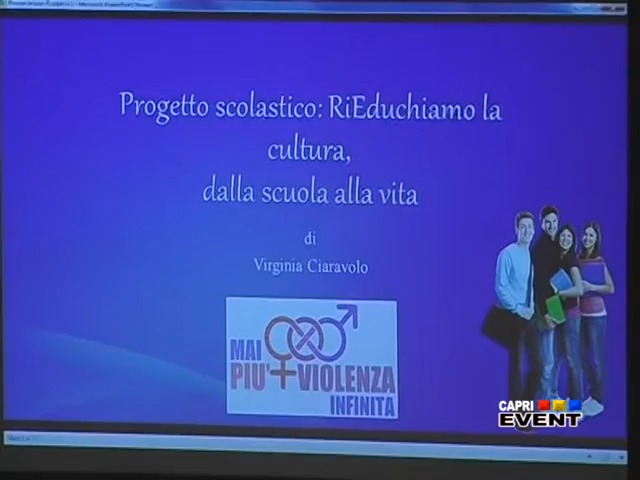 Progetto scolastico: RiEduchiamo la
cultura,
dalla scuola alla vita
di
Virginia Ciaravolo
MAI
PIU' VIOLENZA
INFINITA
CAPRI
EVENT